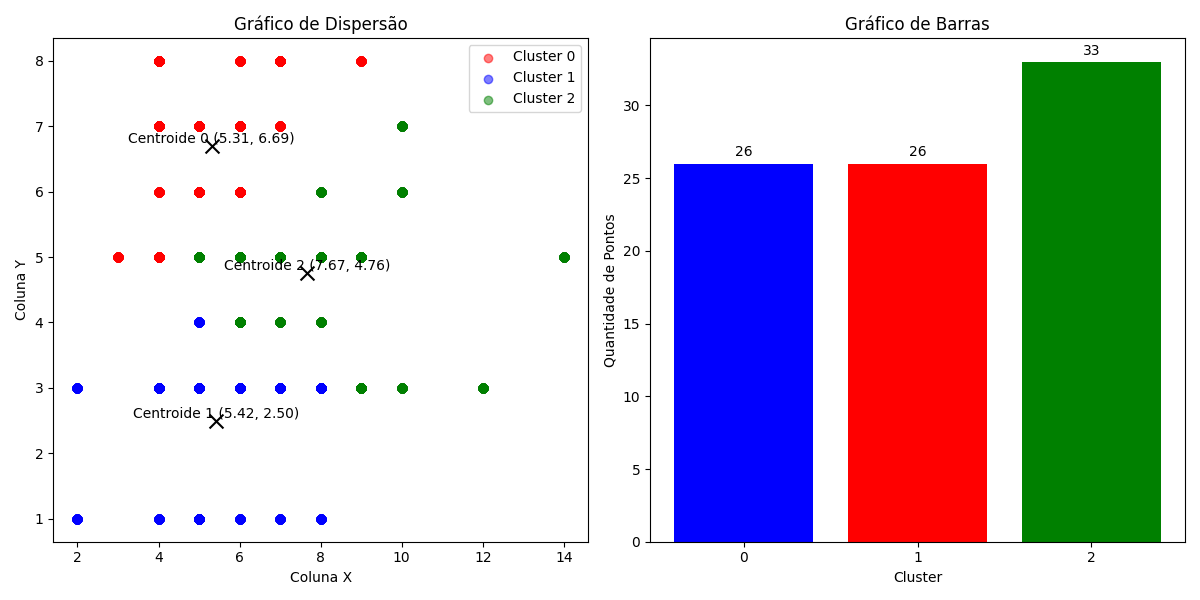 Gráfico de Dispersão
8
7
6
5
4
3
2
1
Coluna Y
Cluster 0
Cluster 1
Cluster 2
Centroide 0 (5.31, 6.69)
Centroide 2 (7.67, 4.76)
Centroide 1 (5.42, 2.50)
2 4 6 8 10 12 14
Coluna X
Gráfico de Barras
30
25
20
15
10
5
0
Quantidade de Pontos
26 26 33
0 1 2
Cluster